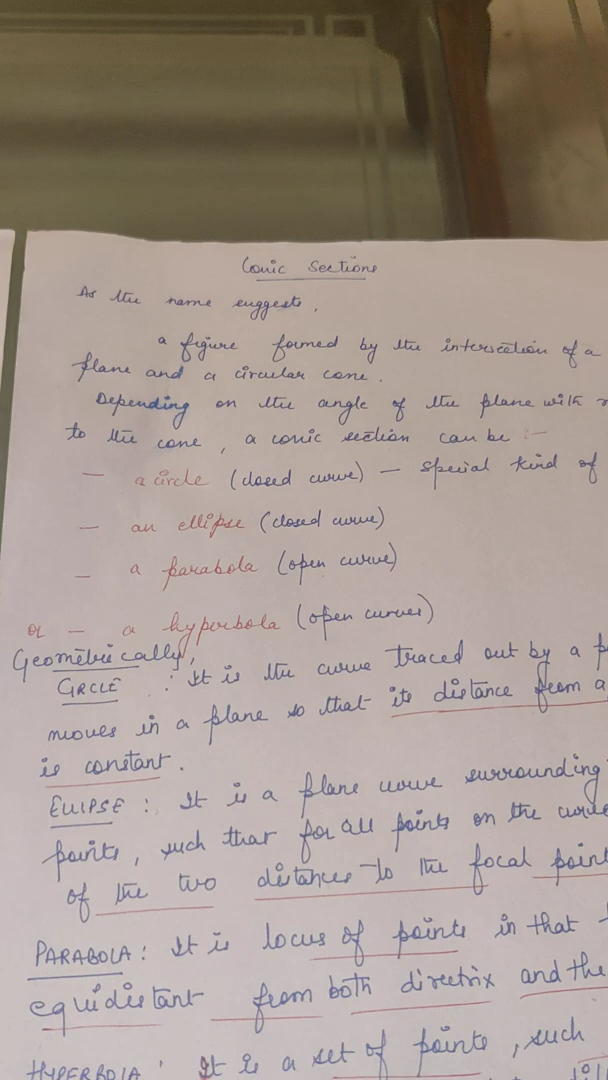 Conic Sections
As the name suggests,
a figure formed by the intersection of a
plane and a circular cone.
Depending on the angle of the plane with
to the cone, a conic section can be :-
— a circle (closed curve) — special kind of
— an ellipse (closed curve)
— a parabola (open curve)
or — a hyperbola (open curves)
Geometrically,
CIRCLE : It is the curve traced out by a
moves in a plane so that its distance from a
is constant.
ELLIPSE : It is a plane curve surrounding
points, such that for all points on the curve
of the two distances to the focal point
PARABOLA : It is locus of points in that
equidistant from both directrix and the
HYPERBOLA : It is a set of points, such